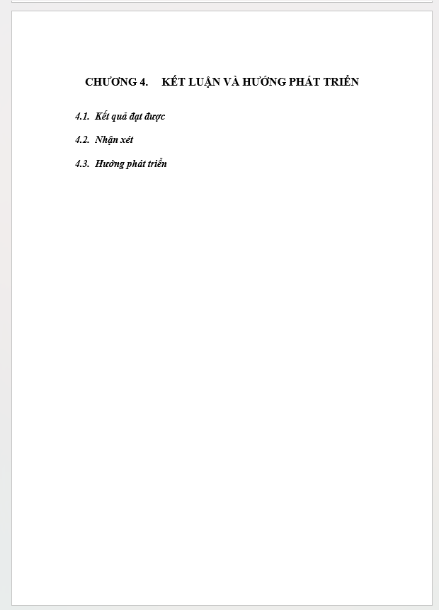 CHƯƠNG 4. KẾT LUẬN VÀ HƯỚNG PHÁT TRIỂN
4.1. Kết quả đạt được
4.2. Nhận xét
4.3. Hướng phát triển